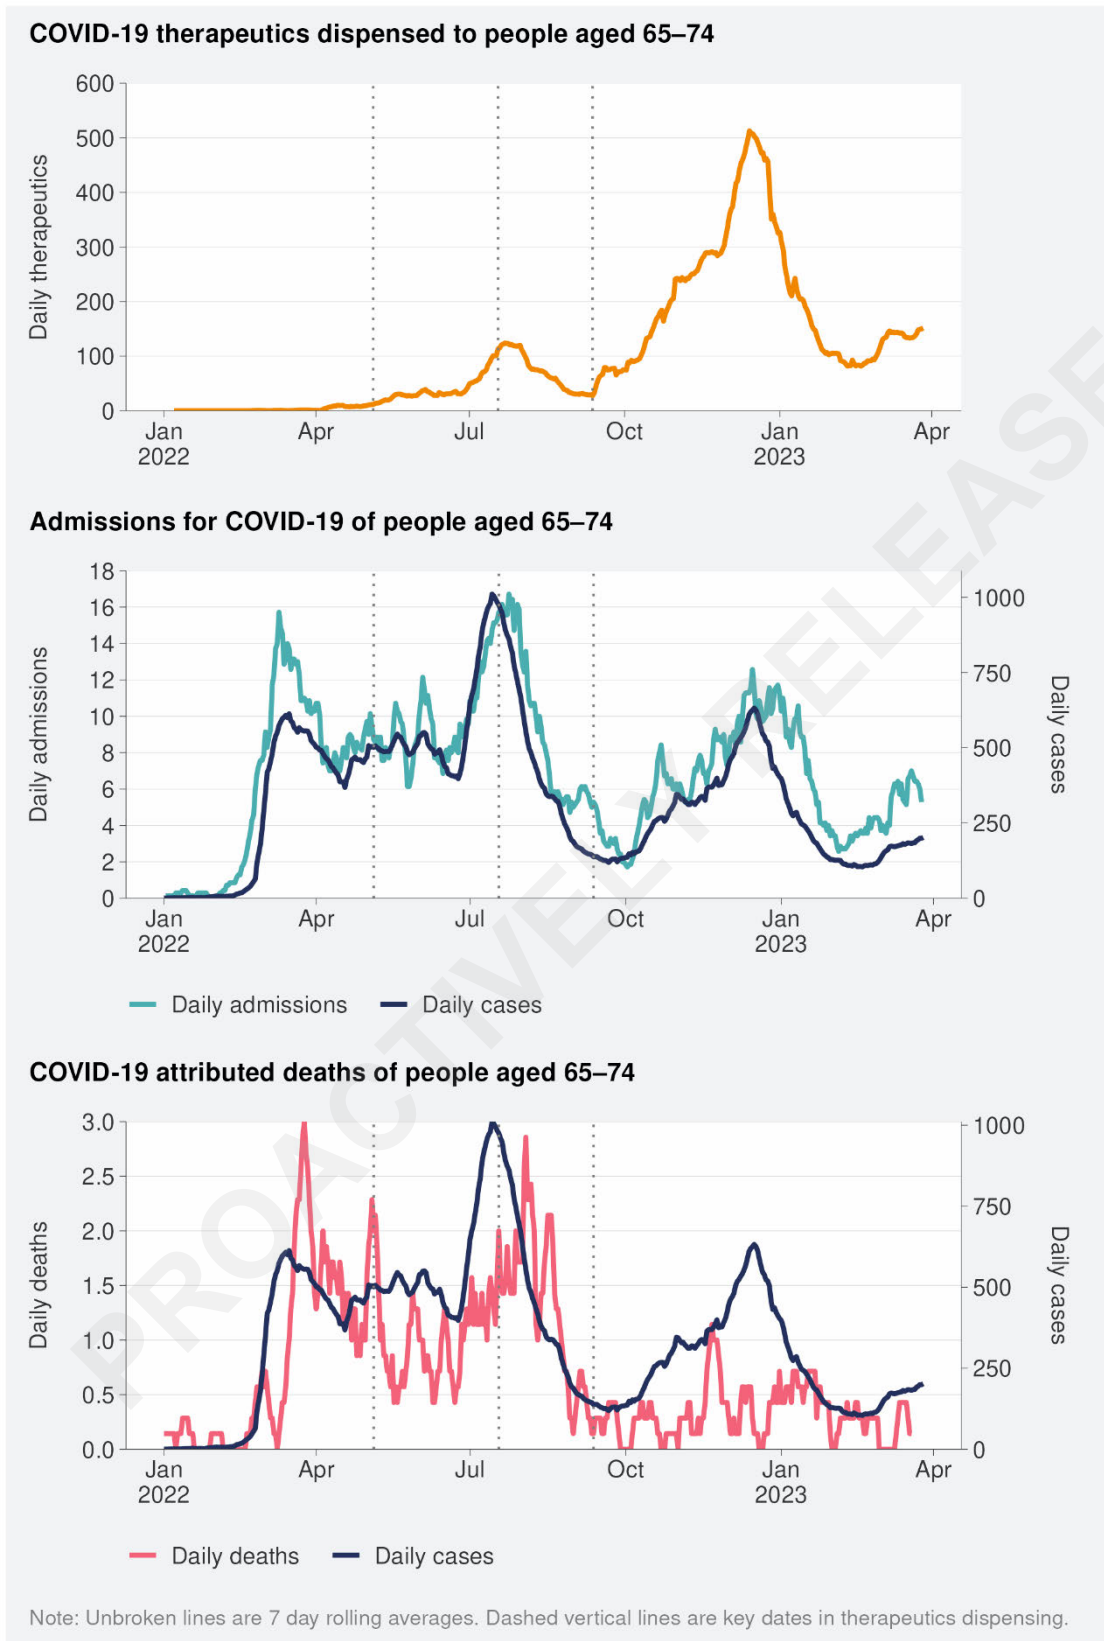 COVID-19 therapeutics dispensed to people aged 65–74
Daily therapeutics
600
500
400
300
200
100
0
Jan Apr Jul Oct Jan Apr
2022 2023
Admissions for COVID-19 of people aged 65–74
Daily admissions
18
16
14
12
10
8
6
4
2
0
1000
750
500
250
0
Daily cases
Jan Apr Jul Oct Jan Apr
2022 2023
Daily admissions Daily cases
COVID-19 attributed deaths of people aged 65–74
Daily deaths
3.0
2.5
2.0
1.5
1.0
0.5
0.0
1000
750
500
250
0
Daily cases
Jan Apr Jul Oct Jan Apr
2022 2023
Daily deaths Daily cases
Note: Unbroken lines are 7 day rolling averages. Dashed vertical lines are key dates in therapeutics dispensing.
PROACTIVELY RELEASE